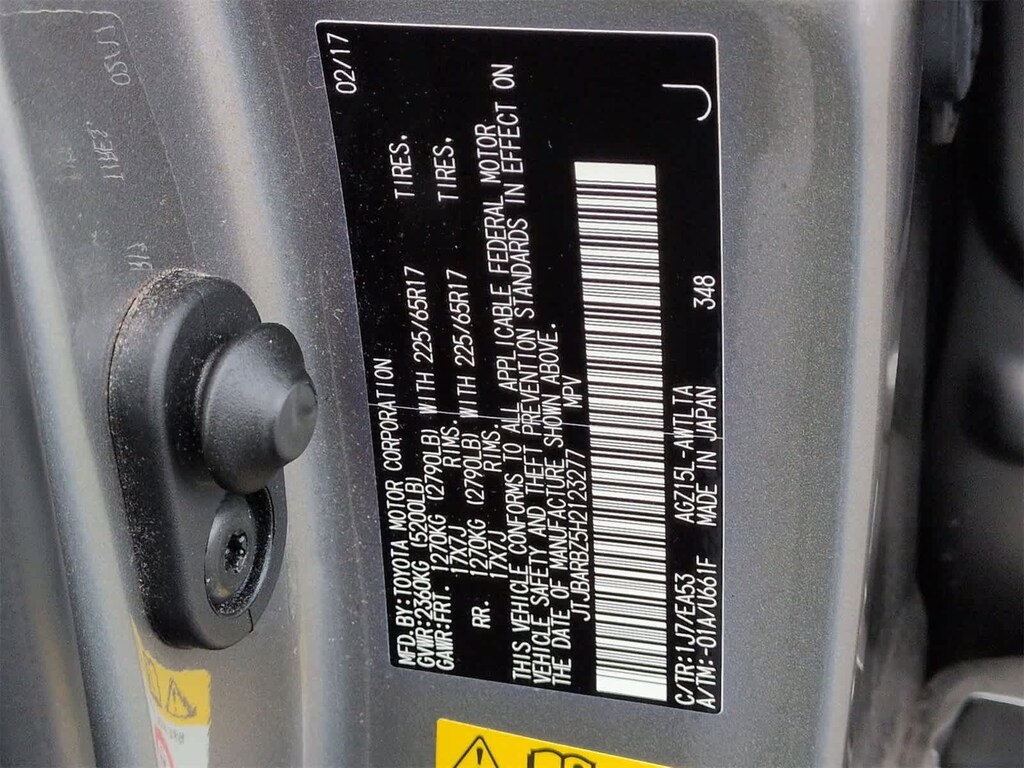 MFD.BY:TOYOTA MOTOR CORPORATION 02/17
GVWR:2360KG (5200LB)
GAWR:FRT. 1270KG (2790LB) WITH 225/65R17 TIRES,
17X7J RIMS.
RR. 1270KG (2790LB) WITH 225/65R17 TIRES,
17X7J RIMS.
THIS VEHICLE CONFORMS TO ALL APPLICABLE FEDERAL MOTOR
VEHICLE SAFETY AND THEFT PREVENTION STANDARDS IN EFFECT ON
THE DATE OF MANUFACTURE SHOWN ABOVE.
JTJBARBZ5H2123277 MPV
C/TR:1J7/EA53 AGZ15L-AWTLTA
A/TM:-01A/U661F MADE IN JAPAN 348
J